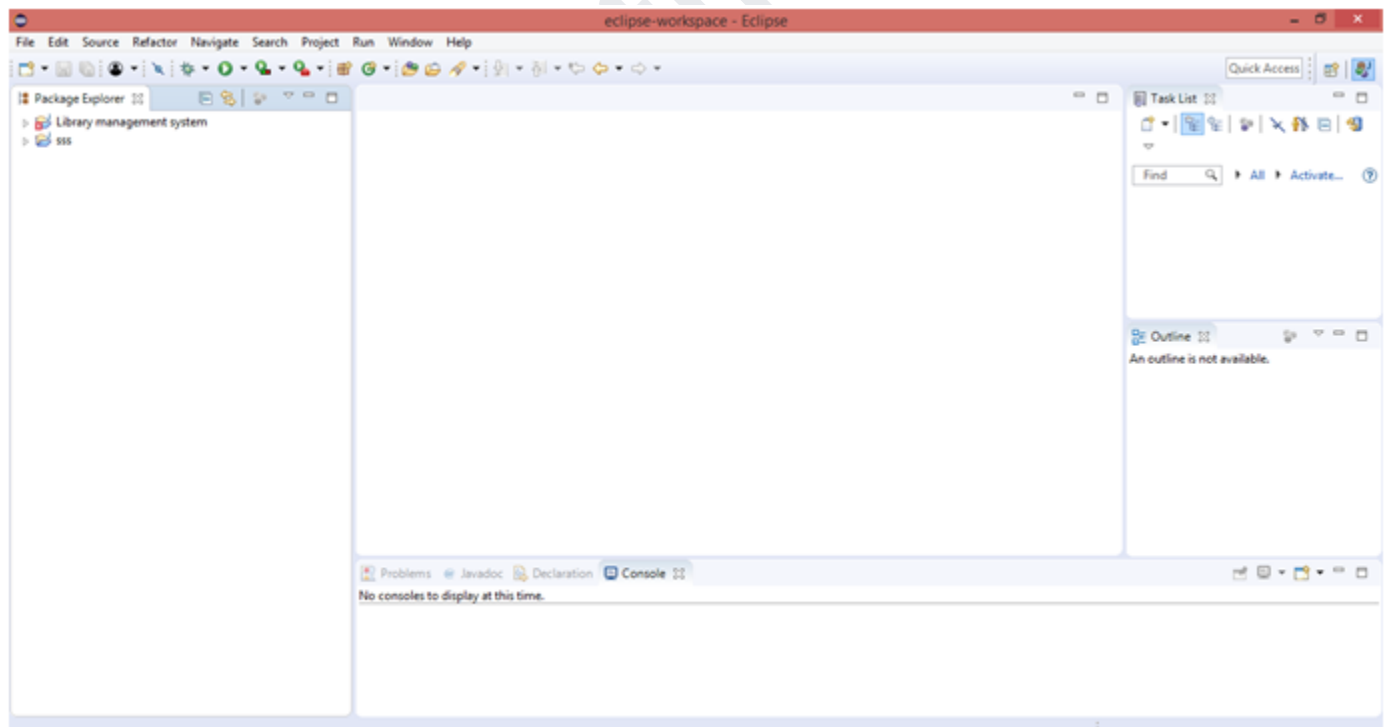 eclipse-workspace - Eclipse
File Edit Source Refactor Navigate Search Project Run Window Help
Quick Access
Package Explorer
Library management system
sss
Task List
Find All Activate...
Outline
An outline is not available.
Problems Javadoc Declaration Console
No consoles to display at this time.